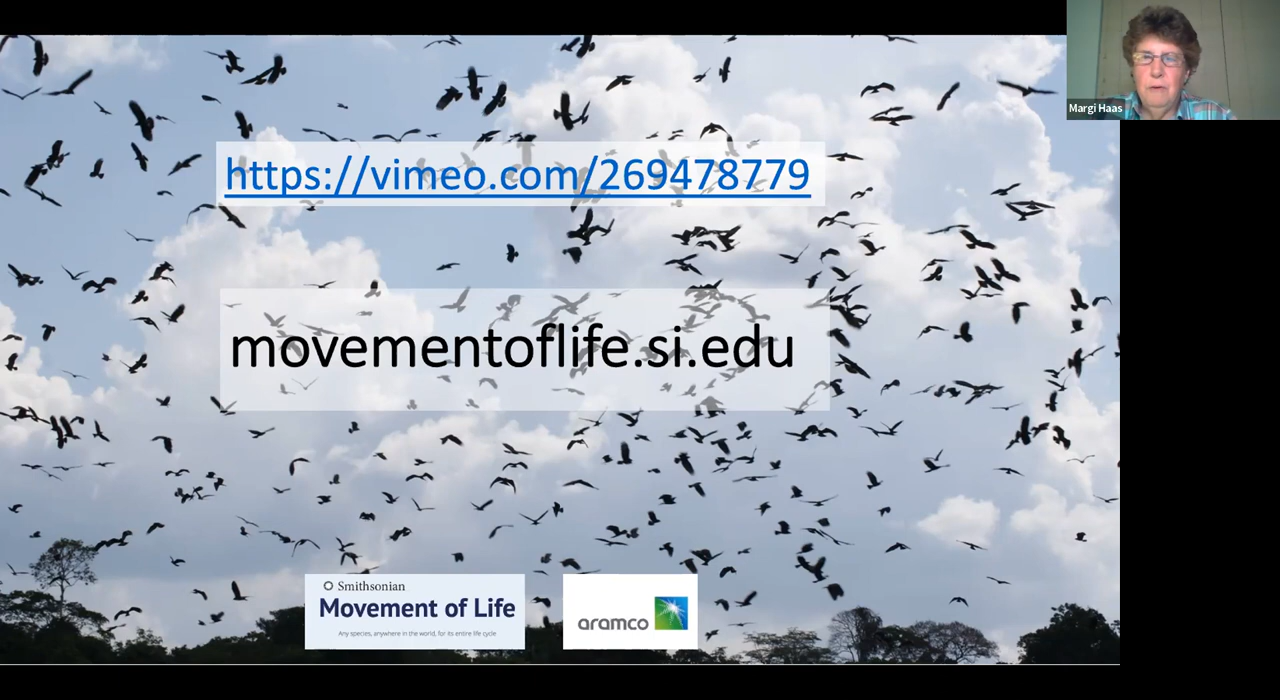 Margi Haas
https://vimeo.com/269478779
movementoflife.si.edu
Smithsonian
Movement of Life
Any species, anywhere in the world, for its entire life cycle
aramco